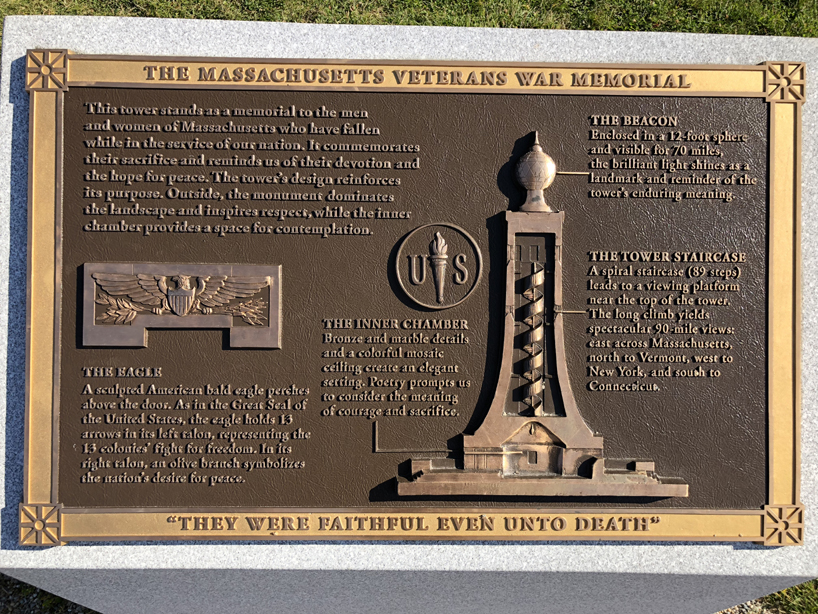 THE MASSACHUSETTS VETERANS WAR MEMORIAL
This tower stands as a memorial to the men
and women of Massachusetts who have fallen
while in the service of our nation. It commemorates
their sacrifice and reminds us of their devotion and
the hope for peace. The tower's design reinforces
its purpose. Outside, the monument dominates
the landscape and inspires respect, while the inner
chamber provides a space for contemplation.
THE BEACON
Enclosed in a 12-foot sphere
and visible for 70 miles,
the brilliant light shines as a
landmark and reminder of the
tower's enduring meaning.
U S
THE TOWER STAIRCASE
A spiral staircase (89 steps)
leads to a viewing platform
near the top of the tower.
The long climb yields
spectacular 90-mile views:
east across Massachusetts,
north to Vermont, west to
New York, and south to
Connecticut.
THE INNER CHAMBER
Bronze and marble details
and a colorful mosaic
ceiling create an elegant
setting. Poetry prompts us
to consider the meaning
of courage and sacrifice.
THE EAGLE
A sculpted American bald eagle perches
above the door. As in the Great Seal of
the United States, the eagle holds 13
arrows in its left talon, representing the
13 colonies' fight for freedom. In its
right talon, an olive branch symbolizes
the nation's desire for peace.
"THEY WERE FAITHFUL EVEN UNTO DEATH"